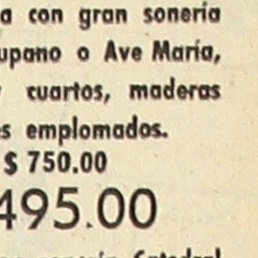 a con gran sonería
upano o Ave María,
cuartos, maderas
s emplomados.
$ 750.00
495.00